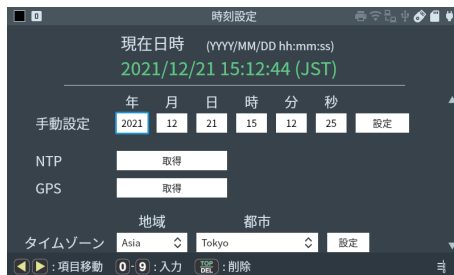 0 時刻設定
現在日時 (YYYY/MM/DD hh:mm:ss)
2021/12/21 15:12:44 (JST)
年 月 日 時 分 秒
手動設定 2021 12 21 15 12 25 設定
NTP 取得
GPS 取得
地域 都市
タイムゾーン Asia Tokyo 設定
:項目移動 0-9:入力 TOP DEL:削除